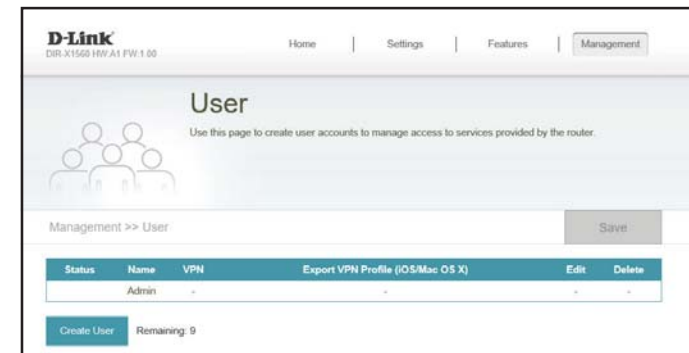 D-Link
DIR-X1560 HW:A1 FW:1.00
Home | Settings | Features | Management
User
Use this page to create user accounts to manage access to services provided by the router.
Management >> User
Save
Status Name VPN Export VPN Profile (iOS/Mac OS X) Edit Delete
Admin - - - -
Create User Remaining: 9